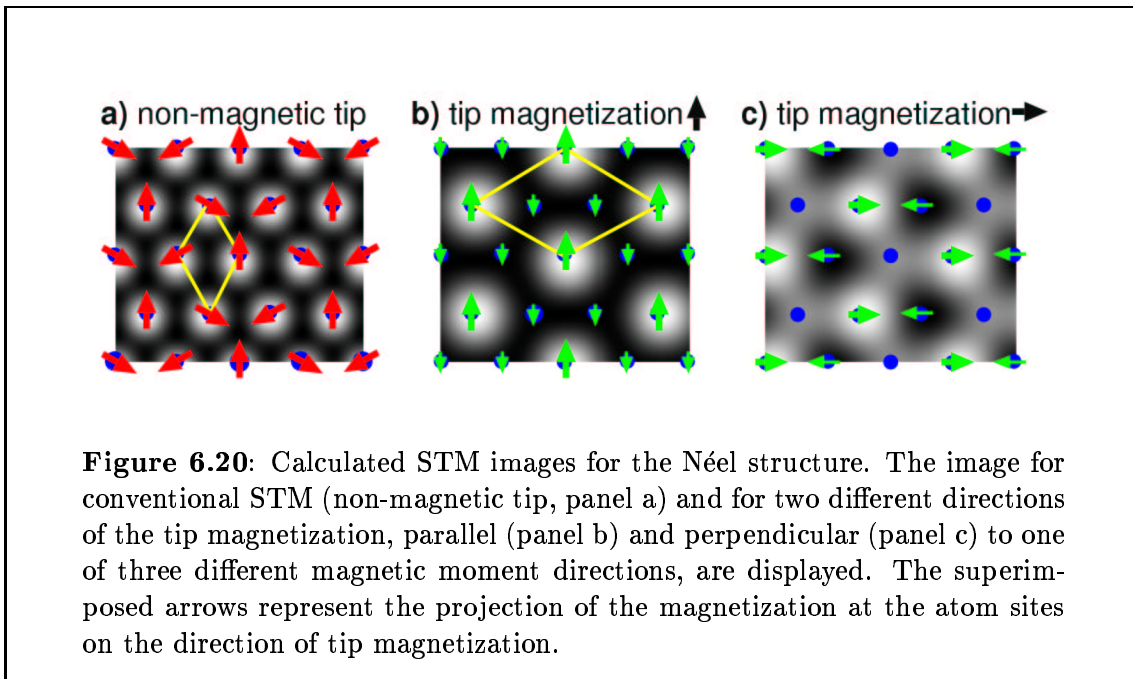 a) non-magnetic tip
b) tip magnetization
c) tip magnetization
Figure 6.20: Calculated STM images for the Néel structure. The image for
conventional STM (non-magnetic tip, panel a) and for two different directions
of the tip magnetization, parallel (panel b) and perpendicular (panel c) to one
of three different magnetic moment directions, are displayed. The superim-
posed arrows represent the projection of the magnetization at the atom sites
on the direction of tip magnetization.